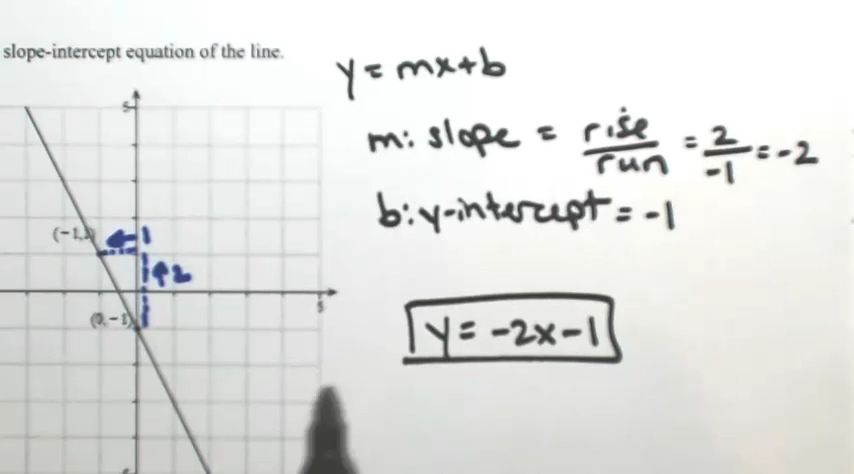 slope-intercept equation of the line.
y = mx+b
m: slope = rise/run = 2/-1 = -2
b: y-intercept = -1
5
(-1,
1
2
5
(0, -1)
y = -2x-1